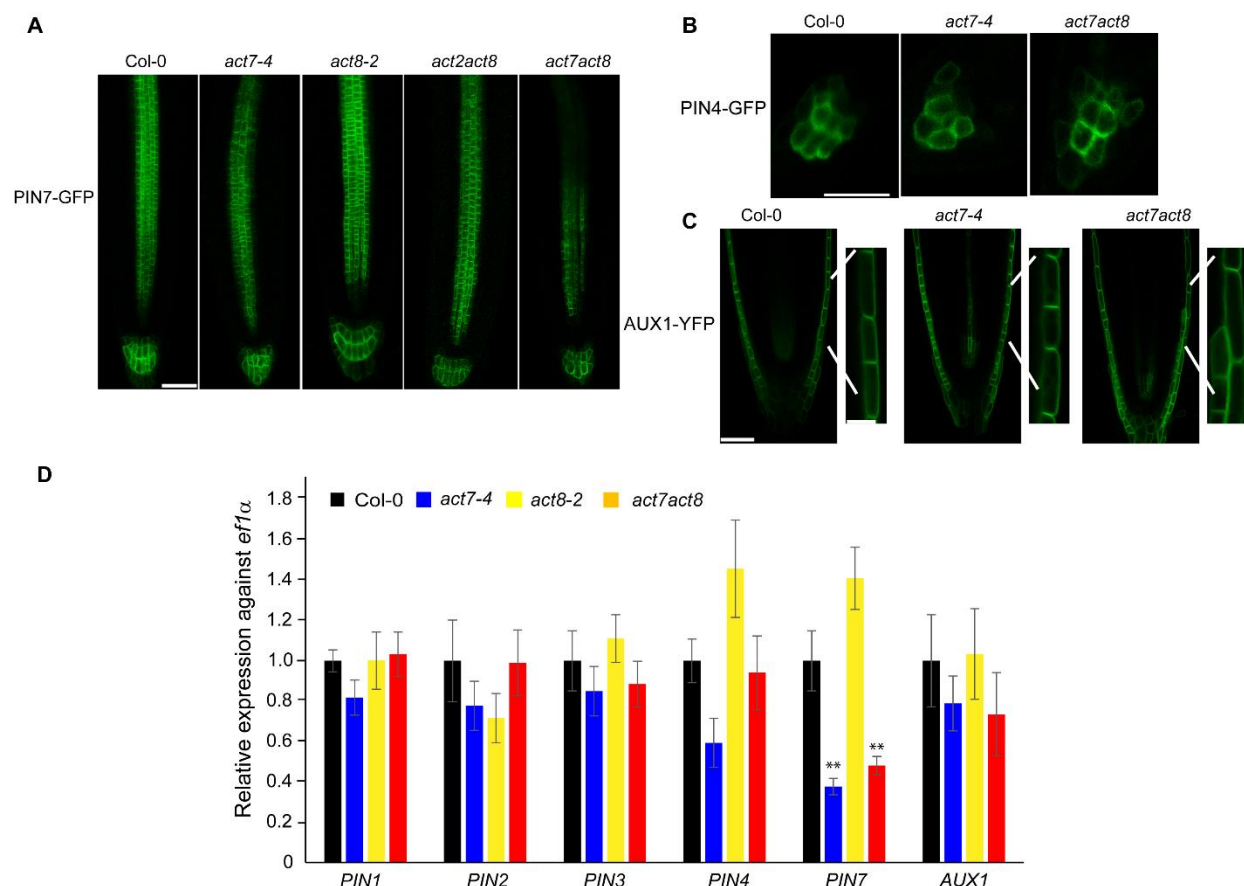 A
Col-0 act7-4 act8-2 act2act8 act7act8
PIN7-GFP
B
Col-0 act7-4 act7act8
PIN4-GFP
C
Col-0 act7-4 act7act8
AUX1-YFP
D
Relative expression against ef1α
Col-0 act7-4 act8-2 act7act8
1.8
1.6
1.4
1.2
1.0
0.8
0.6
0.4
0.2
0
** **
PIN1 PIN2 PIN3 PIN4 PIN7 AUX1